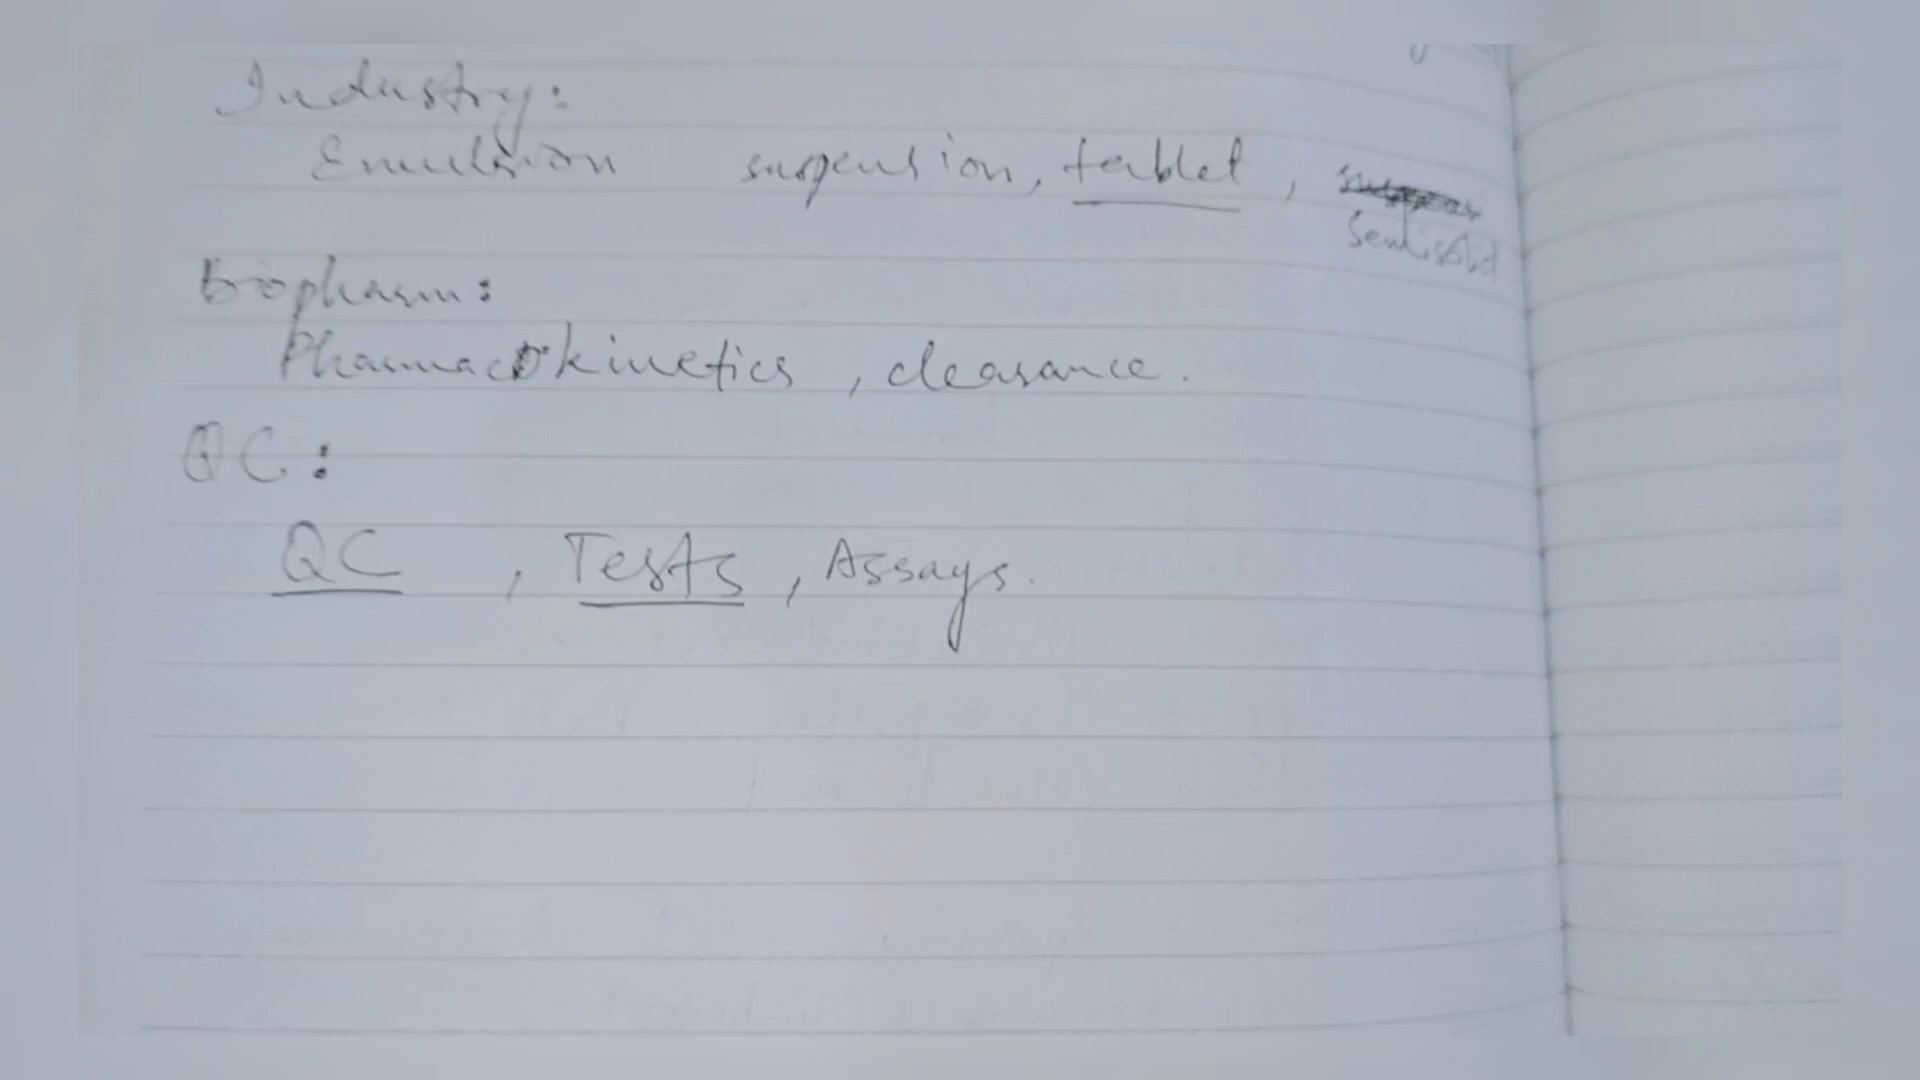 Industry:
Emulsion suspension, tablet,
Semisolid
Biopharm:
Pharmacokinetics, clearance.
QC:
QC, Tests, Assays.